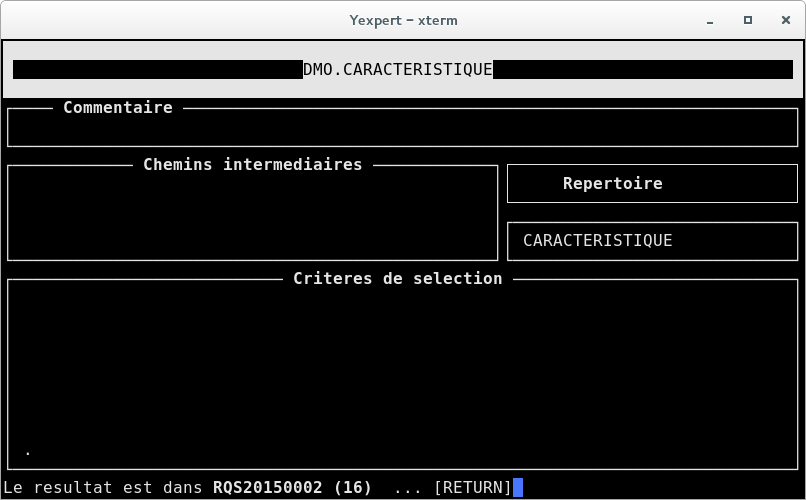 Yexpert – xterm
DMO.CARACTERISTIQUE
Commentaire
Chemins intermediaires
Repertoire
CARACTERISTIQUE
Criteres de selection
.
Le resultat est dans RQS20150002 (16) ... [RETURN]